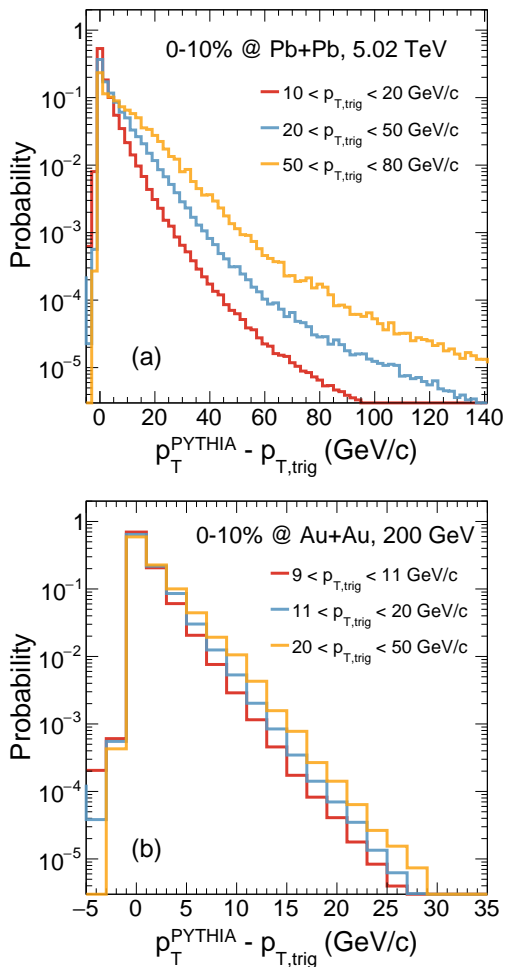 0-10% @ Pb+Pb, 5.02 TeV
10 < p_T,trig < 20 GeV/c
20 < p_T,trig < 50 GeV/c
50 < p_T,trig < 80 GeV/c
Probability
1
10^−1
10^−2
10^−3
10^−4
10^−5
(a)
0 20 40 60 80 100 120 140
p_T^PYTHIA - p_T,trig (GeV/c)
0-10% @ Au+Au, 200 GeV
9 < p_T,trig < 11 GeV/c
11 < p_T,trig < 20 GeV/c
20 < p_T,trig < 50 GeV/c
Probability
1
10^−1
10^−2
10^−3
10^−4
10^−5
(b)
−5 0 5 10 15 20 25 30 35
p_T^PYTHIA - p_T,trig (GeV/c)